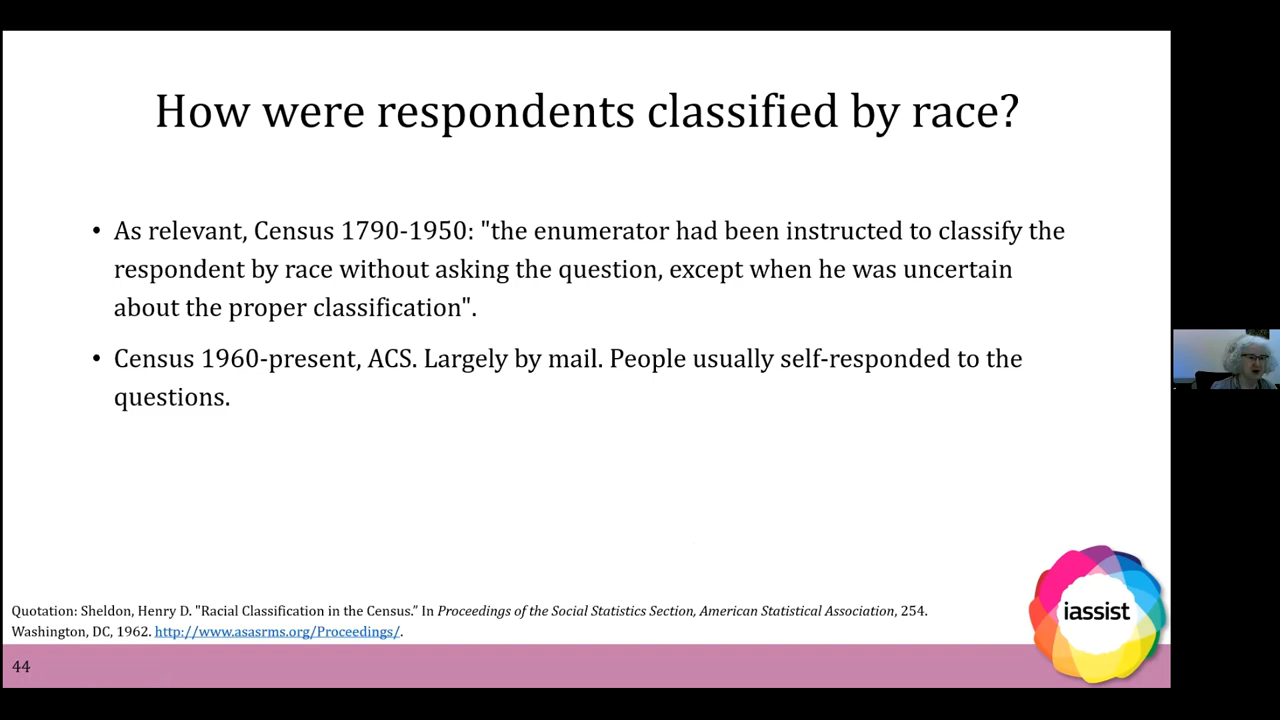 How were respondents classified by race?
• As relevant, Census 1790-1950: "the enumerator had been instructed to classify the
respondent by race without asking the question, except when he was uncertain
about the proper classification".
• Census 1960-present, ACS. Largely by mail. People usually self-responded to the
questions.
iassist
Quotation: Sheldon, Henry D. "Racial Classification in the Census.” In Proceedings of the Social Statistics Section, American Statistical Association, 254.
Washington, DC, 1962. http://www.asasrms.org/Proceedings/.
44